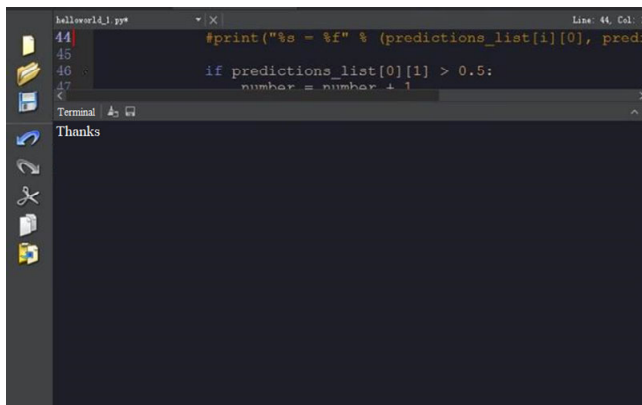 helloworld_1.py*
Line: 44, Col:
44 #print("%s = %f" % (predictions_list[i][0], pred
45
46 if predictions_list[0][1] > 0.5:
47 number = number + 1
Terminal
Thanks